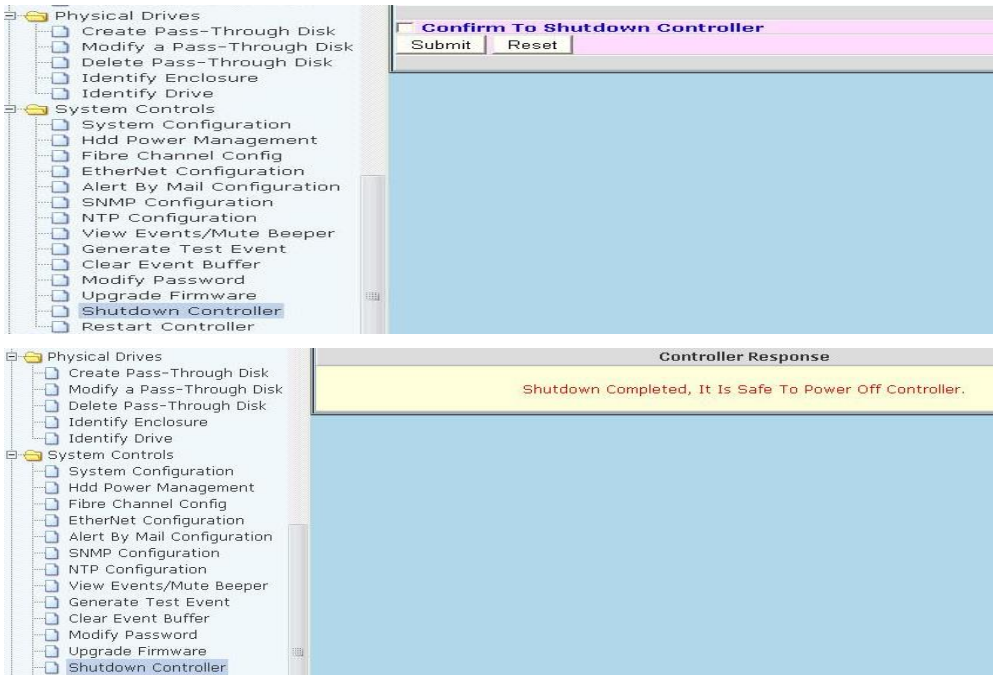 Physical Drives
Create Pass-Through Disk
Modify a Pass-Through Disk
Delete Pass-Through Disk
Identify Enclosure
Identify Drive
System Controls
System Configuration
Hdd Power Management
Fibre Channel Config
EtherNet Configuration
Alert By Mail Configuration
SNMP Configuration
NTP Configuration
View Events/Mute Beeper
Generate Test Event
Clear Event Buffer
Modify Password
Upgrade Firmware
Shutdown Controller
Restart Controller
Confirm To Shutdown Controller
Submit Reset
Physical Drives
Create Pass-Through Disk
Modify a Pass-Through Disk
Delete Pass-Through Disk
Identify Enclosure
Identify Drive
System Controls
System Configuration
Hdd Power Management
Fibre Channel Config
EtherNet Configuration
Alert By Mail Configuration
SNMP Configuration
NTP Configuration
View Events/Mute Beeper
Generate Test Event
Clear Event Buffer
Modify Password
Upgrade Firmware
Shutdown Controller
Controller Response
Shutdown Completed, It Is Safe To Power Off Controller.